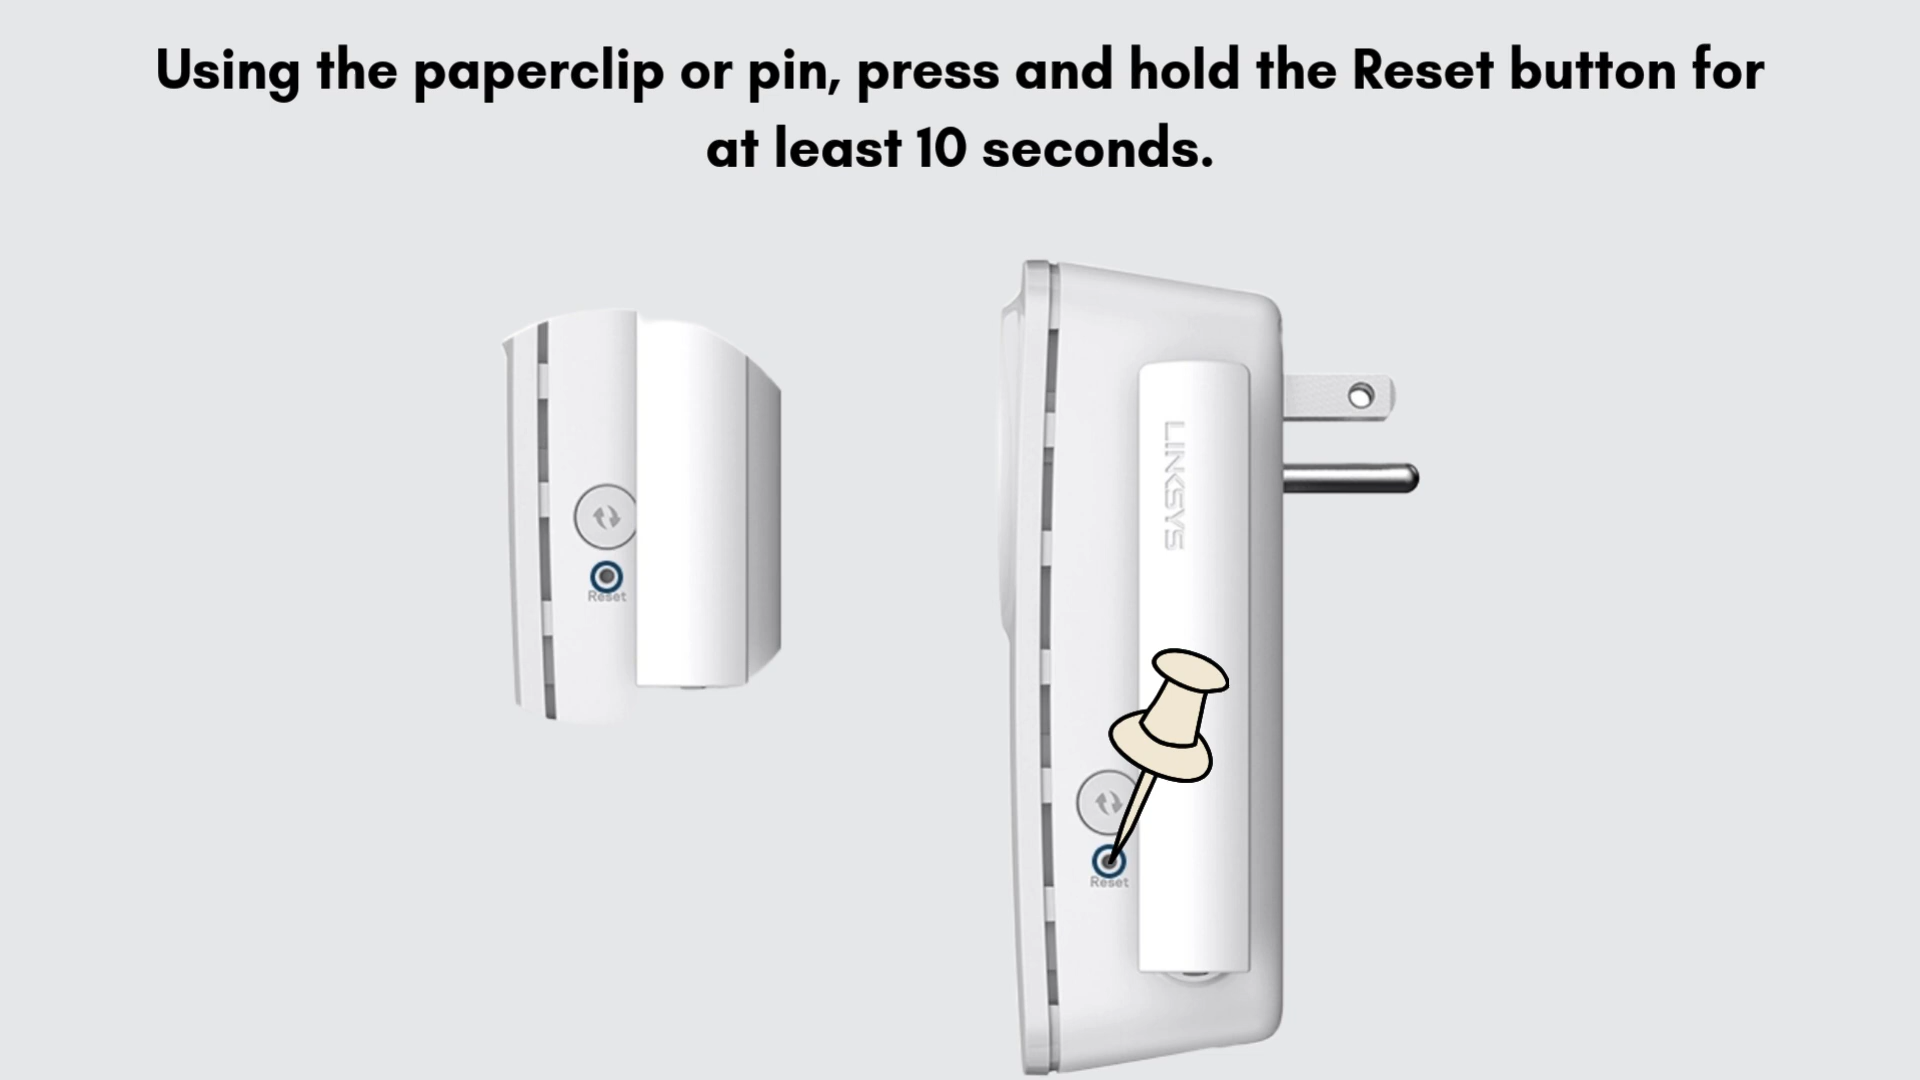 Using the paperclip or pin, press and hold the Reset button for
at least 10 seconds.
LINKSYS
Reset
Reset